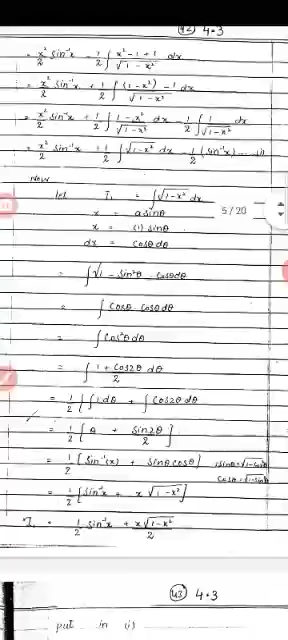 (42) 4.3
= x²/2 sin⁻¹x + 1/2 ∫ x²-1+1/√1-x² dx
= x²/2 sin⁻¹x + 1/2 ∫ (1-x²)-1/√1-x² dx
= x²/2 sin⁻¹x + 1/2 ∫ 1-x²/√1-x² dx - 1/2 ∫ 1/√1-x² dx
= x²/2 sin⁻¹x + 1/2 ∫ √1-x² dx - 1/2 (sin⁻¹x) ... (i)
Now
let I₁ = ∫ √1-x² dx
x = a sinθ
5/20
x = (1) sinθ
dx = cosθ dθ
= ∫ √1 - sin²θ cosθ dθ
= ∫ cosθ . cosθ dθ
= ∫ cos²θ dθ
= ∫ 1 + cos2θ/2 dθ
= 1/2 [∫ 1 dθ + ∫ cos2θ dθ
= 1/2 [θ + sin2θ/2]
= 1/2 [sin⁻¹(x) + sinθ cosθ]
cosθ = √1-sin²θ
= 1/2 [sin⁻¹x + x √1-x²]
I₁ = 1/2 sin⁻¹x + x√1-x²/2
(43) 4.3
put in (i)